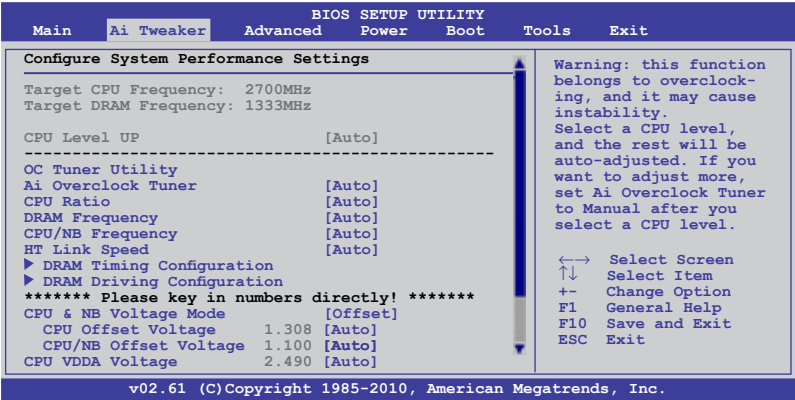 BIOS SETUP UTILITY
Main Ai Tweaker Advanced Power Boot Tools Exit
Configure System Performance Settings
Target CPU Frequency: 2700MHz
Target DRAM Frequency: 1333MHz
CPU Level UP [Auto]
--------------------------------------------------
OC Tuner Utility
Ai Overclock Tuner [Auto]
CPU Ratio [Auto]
DRAM Frequency [Auto]
CPU/NB Frequency [Auto]
HT Link Speed [Auto]
DRAM Timing Configuration
DRAM Driving Configuration
******* Please key in numbers directly! *******
CPU & NB Voltage Mode [Offset]
CPU Offset Voltage 1.308 [Auto]
CPU/NB Offset Voltage 1.100 [Auto]
CPU VDDA Voltage 2.490 [Auto]
Warning: this function
belongs to overclock-
ing, and it may cause
instability.
Select a CPU level,
and the rest will be
auto-adjusted. If you
want to adjust more,
set Ai Overclock Tuner
to Manual after you
select a CPU level.
←→ Select Screen
↑↓ Select Item
+- Change Option
F1 General Help
F10 Save and Exit
ESC Exit
v02.61 (C)Copyright 1985-2010, American Megatrends, Inc.